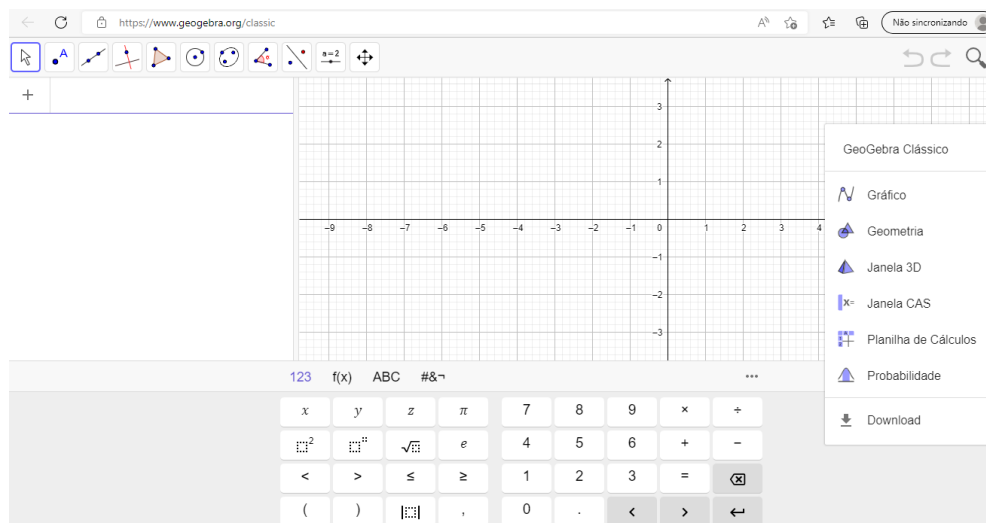 https://www.geogebra.org/classic
A
Não sincronizando
A
a=2
+
3
2
1
-9 -8 -7 -6 -5 -4 -3 -2 -1 0 1 2 3 4
-1
-2
-3
GeoGebra Clássico
Gráfico
Geometria
Janela 3D
x= Janela CAS
Planilha de Cálculos
Probabilidade
Download
123 f(x) ABC #&¬ ...
x y z π 7 8 9 × ÷
2 √ e 4 5 6 + −
< > ≤ ≥ 1 2 3 =
( ) | | , 0 . < >